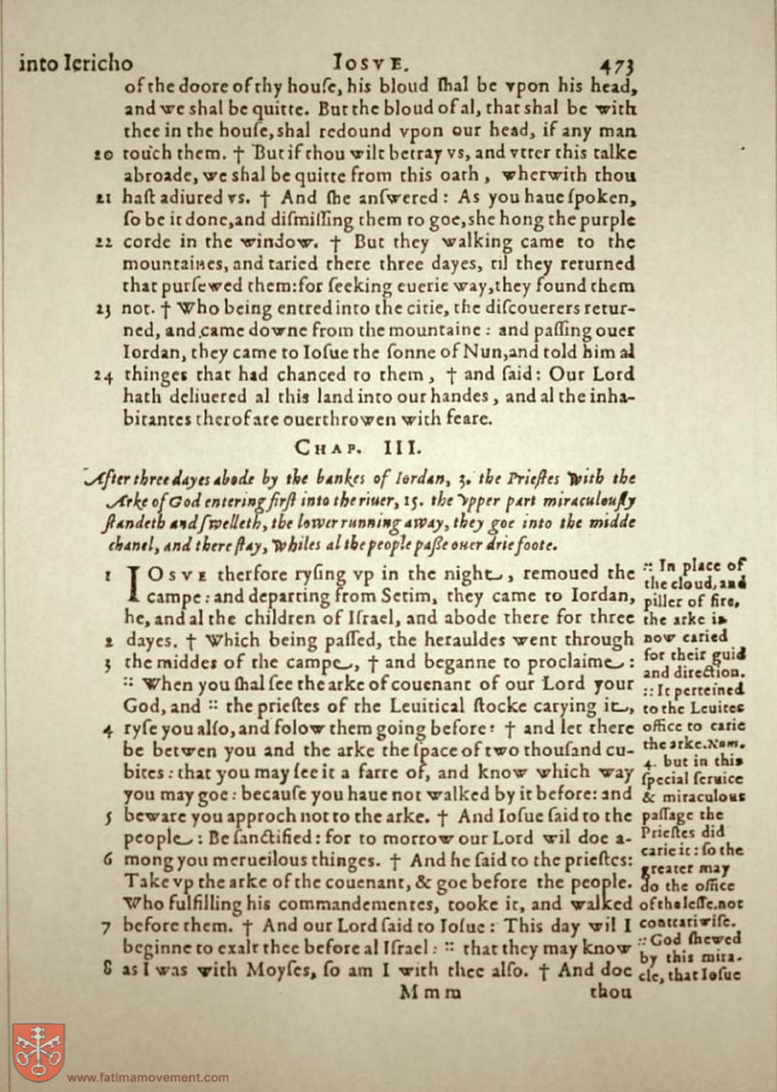 into Iericho IOSVE. 473
of the doore of thy houſe, his bloud ſhal be vpon his head,
and we shal be quitte. But the bloud of al, that shal be with
thee in the houſe, shal redound vpon our head, if any man
20 touch them. † But if thou wilt betray vs, and vtter this talke
abroade, we shal be quitte from this oath, wherwith thou
21 haſt adiured vs. † And ſhe anſwered: As you haue ſpoken,
ſo be it done, and diſmiſſing them to goe, she hong the purple
22 corde in the window. † But they walking came to the
mountaines, and taried there three dayes, til they returned
that purſewed them: for ſeeking euerie way, they found them
23 not. † Who being entred into the citie, the diſcouerers retur-
ned, and came downe from the mountaine: and paſſing ouer
Iordan, they came to Ioſue the ſonne of Nun, and told him al
24 thinges that had chanced to them, † and ſaid: Our Lord
hath deliuered al this land into our handes, and al the inha-
bitantes therof are ouerthrowen with feare.
CHAP. III.
After three dayes abode by the bankes of Iordan, 3. the Prieſtes with the
Arke of God entering firſt into the riuer, 15. the vpper part miraculouſly
ſtandeth and ſwelleth, the lower running away, they goe into the midde
chanel, and there ſtay, whiles al the people paſſe ouer drie foote.
1 IOSVE therfore ryſing vp in the night, remoued the
campe: and departing from Setim, they came to Iordan,
he, and al the children of Iſrael, and abode there for three
2 dayes. † Which being paſſed, the herauldes went through
3 the middes of the campe, † and beganne to proclaime:
:: When you ſhal ſee the arke of couenant of our Lord your
God, and :: the prieſtes of the Leuitical ſtocke carying it,
4 ryſe you alſo, and folow them going before: † and let there
be betwen you and the arke the ſpace of two thouſand cu-
bites: that you may ſee it a farre of, and know which way
you may goe: becauſe you haue not walked by it before: and
5 beware you approch not to the arke. † And Ioſue ſaid to the
people: Be ſanctified: for to morrow our Lord wil doe a-
6 mong you merueilous thinges. † And he ſaid to the prieſtes:
Take vp the arke of the couenant, & goe before the people.
Who fulfilling his commandementes, tooke it, and walked
7 before them. † And our Lord ſaid to Ioſue: This day wil I
beginne to exalt thee before al Iſrael: :: that they may know
8 as I was with Moyſes, ſo am I with thee alſo. † And doe
Mmm thou
:: In place of
the cloud, and
piller of fire,
the arke is
now caried
for their guid
and direction.
:: It perteined
to the Leuites
office to carie
the arke. Num.
4. but in this
ſpecial ſeruice
& miraculous
paſſage the
Prieſtes did
carie it: ſo the
greater may
do the office
of the leſſe, not
contrariwiſe.
:: God ſhewed
by this mira-
cle, that Ioſue
www.fatimamovement.com